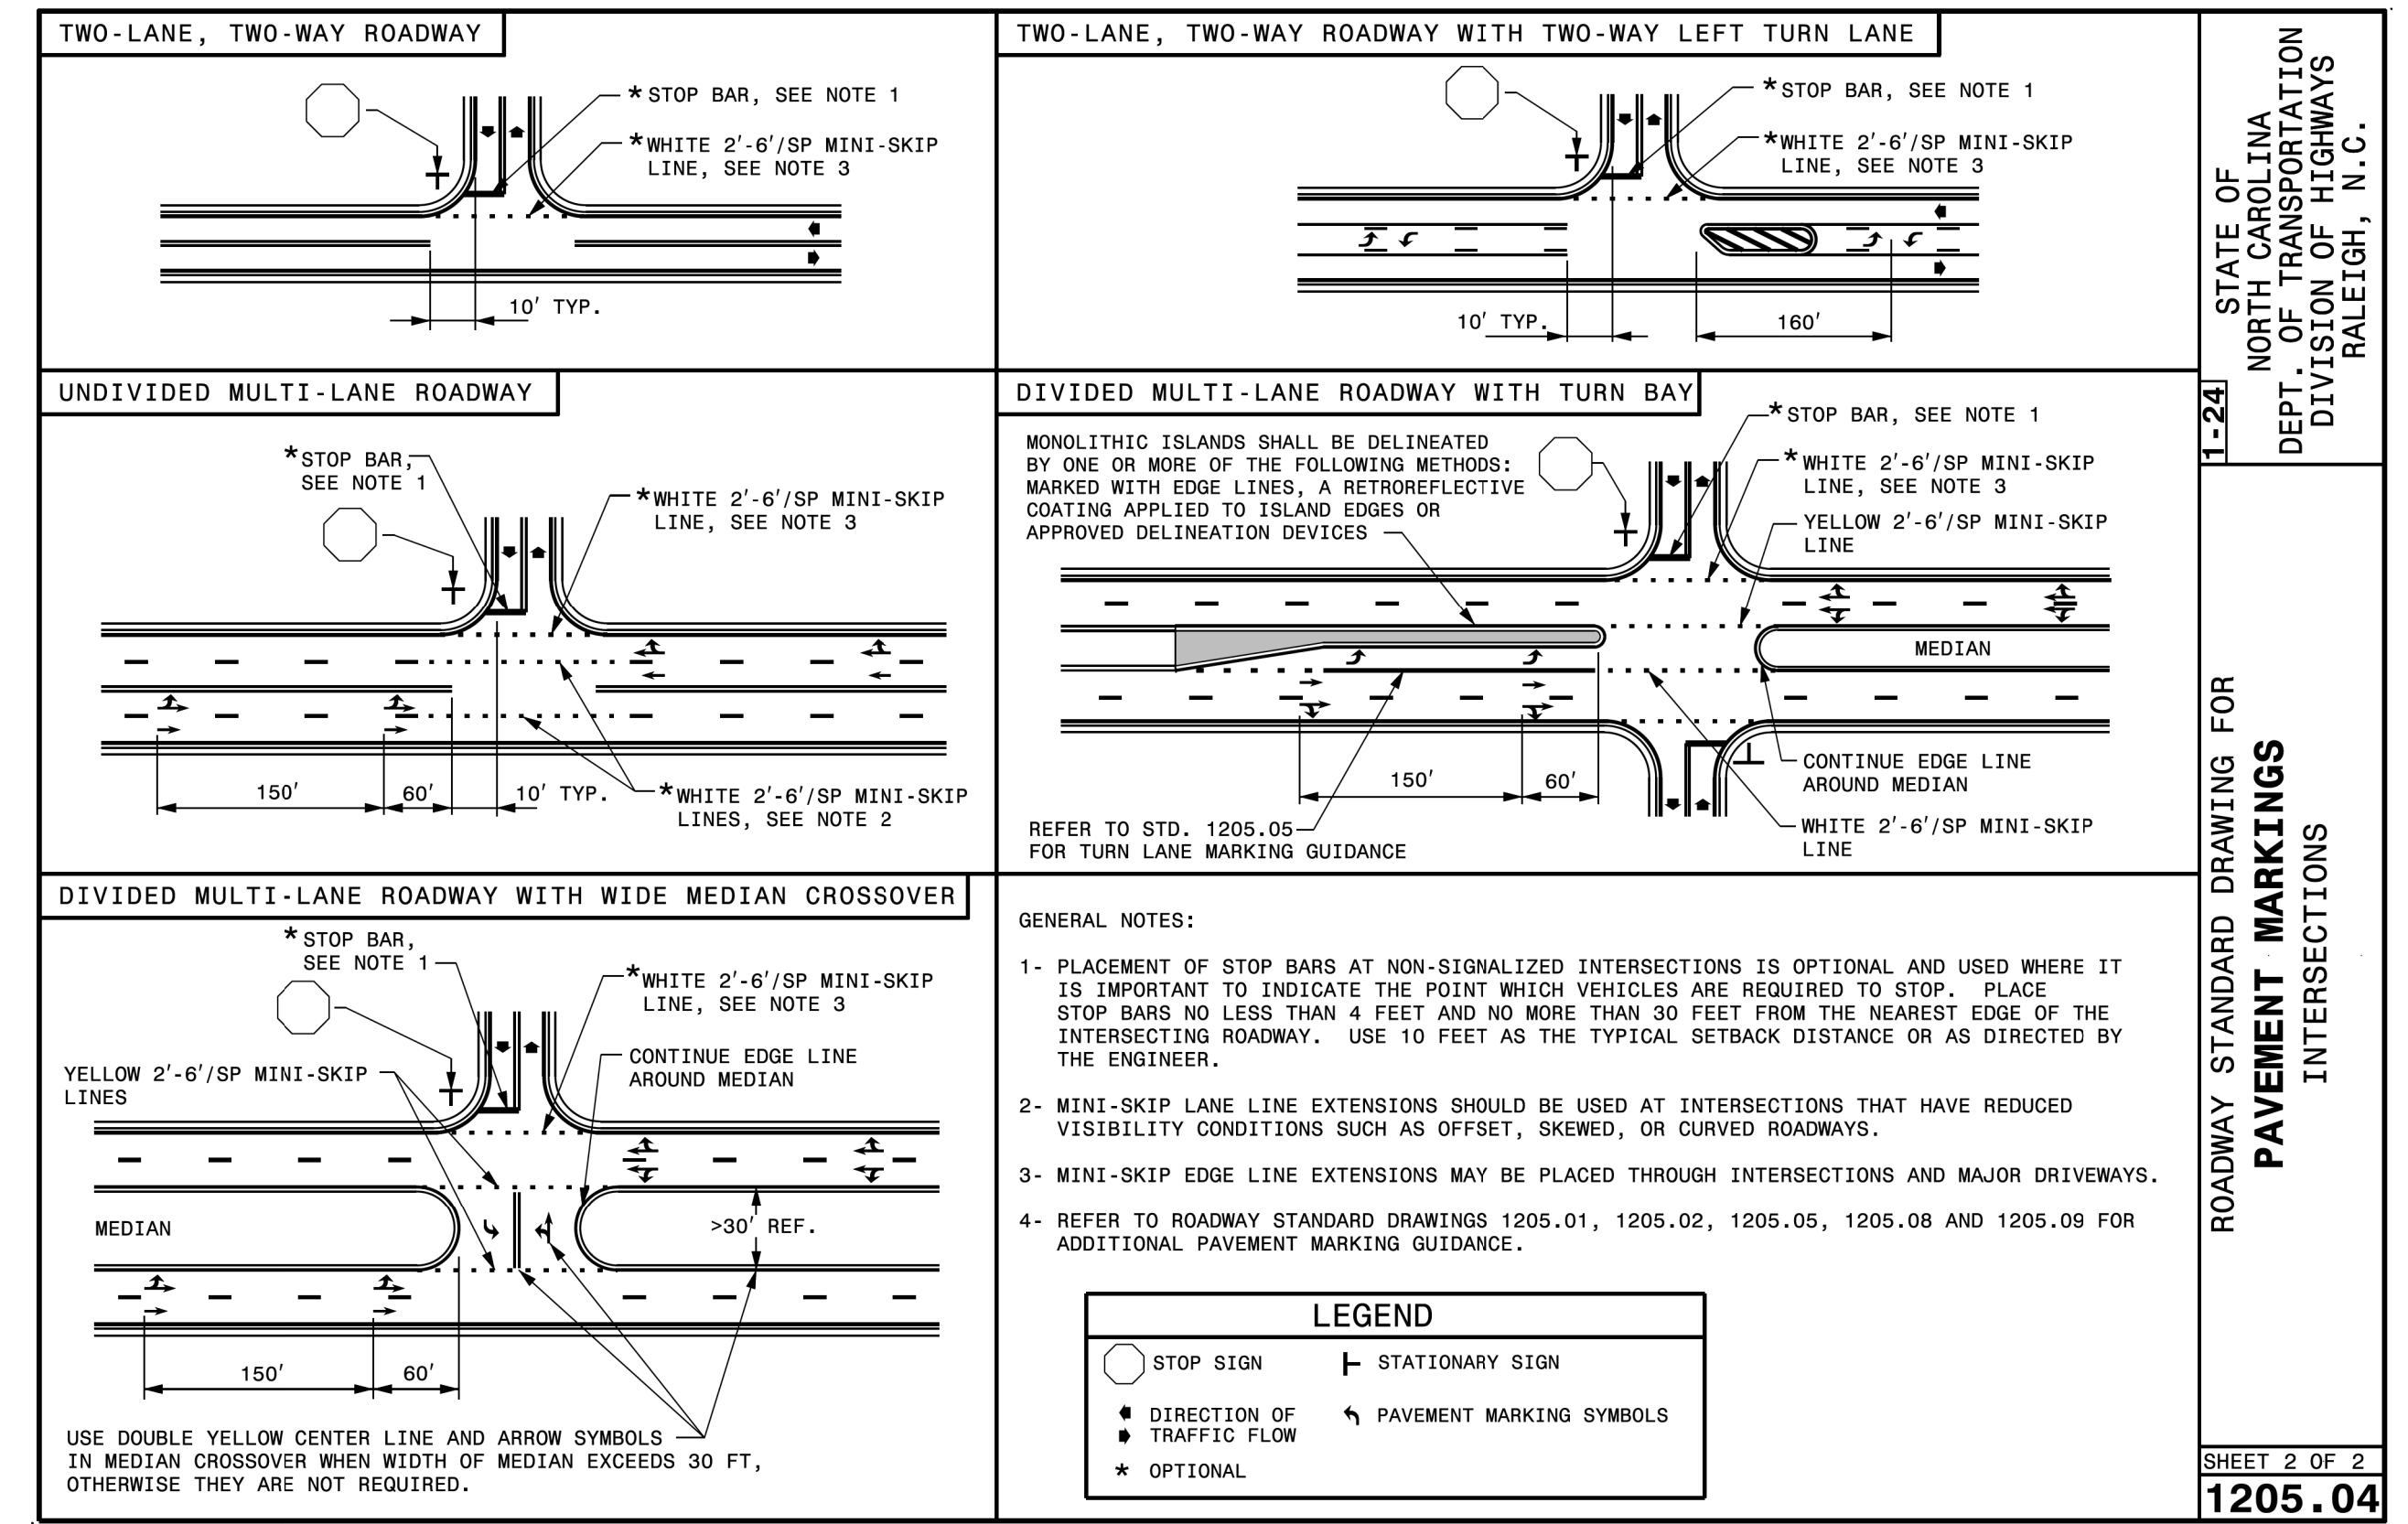 TWO-LANE, TWO-WAY ROADWAY
*STOP BAR, SEE NOTE 1
*WHITE 2'-6'/SP MINI-SKIP
LINE, SEE NOTE 3
10' TYP.
TWO-LANE, TWO-WAY ROADWAY WITH TWO-WAY LEFT TURN LANE
*STOP BAR, SEE NOTE 1
*WHITE 2'-6'/SP MINI-SKIP
LINE, SEE NOTE 3
10' TYP.
160'
UNDIVIDED MULTI-LANE ROADWAY
*STOP BAR,
SEE NOTE 1
*WHITE 2'-6'/SP MINI-SKIP
LINE, SEE NOTE 3
150'
60'
10' TYP.
*WHITE 2'-6'/SP MINI-SKIP
LINES, SEE NOTE 2
DIVIDED MULTI-LANE ROADWAY WITH TURN BAY
MONOLITHIC ISLANDS SHALL BE DELINEATED
BY ONE OR MORE OF THE FOLLOWING METHODS:
MARKED WITH EDGE LINES, A RETROREFLECTIVE
COATING APPLIED TO ISLAND EDGES OR
APPROVED DELINEATION DEVICES
*STOP BAR, SEE NOTE 1
*WHITE 2'-6'/SP MINI-SKIP
LINE, SEE NOTE 3
YELLOW 2'-6'/SP MINI-SKIP
LINE
MEDIAN
150'
60'
CONTINUE EDGE LINE
AROUND MEDIAN
REFER TO STD. 1205.05
FOR TURN LANE MARKING GUIDANCE
WHITE 2'-6'/SP MINI-SKIP
LINE
DIVIDED MULTI-LANE ROADWAY WITH WIDE MEDIAN CROSSOVER
*STOP BAR,
SEE NOTE 1
*WHITE 2'-6'/SP MINI-SKIP
LINE, SEE NOTE 3
CONTINUE EDGE LINE
AROUND MEDIAN
YELLOW 2'-6'/SP MINI-SKIP
LINES
MEDIAN
>30' REF.
150'
60'
USE DOUBLE YELLOW CENTER LINE AND ARROW SYMBOLS
IN MEDIAN CROSSOVER WHEN WIDTH OF MEDIAN EXCEEDS 30 FT,
OTHERWISE THEY ARE NOT REQUIRED.
GENERAL NOTES:
1- PLACEMENT OF STOP BARS AT NON-SIGNALIZED INTERSECTIONS IS OPTIONAL AND USED WHERE IT
IS IMPORTANT TO INDICATE THE POINT WHICH VEHICLES ARE REQUIRED TO STOP. PLACE
STOP BARS NO LESS THAN 4 FEET AND NO MORE THAN 30 FEET FROM THE NEAREST EDGE OF THE
INTERSECTING ROADWAY. USE 10 FEET AS THE TYPICAL SETBACK DISTANCE OR AS DIRECTED BY
THE ENGINEER.
2- MINI-SKIP LANE LINE EXTENSIONS SHOULD BE USED AT INTERSECTIONS THAT HAVE REDUCED
VISIBILITY CONDITIONS SUCH AS OFFSET, SKEWED, OR CURVED ROADWAYS.
3- MINI-SKIP EDGE LINE EXTENSIONS MAY BE PLACED THROUGH INTERSECTIONS AND MAJOR DRIVEWAYS.
4- REFER TO ROADWAY STANDARD DRAWINGS 1205.01, 1205.02, 1205.05, 1205.08 AND 1205.09 FOR
ADDITIONAL PAVEMENT MARKING GUIDANCE.
LEGEND
STOP SIGN
STATIONARY SIGN
DIRECTION OF
TRAFFIC FLOW
PAVEMENT MARKING SYMBOLS
* OPTIONAL
1-24
STATE OF
NORTH CAROLINA
DEPT. OF TRANSPORTATION
DIVISION OF HIGHWAYS
RALEIGH, N.C.
ROADWAY STANDARD DRAWING FOR
PAVEMENT MARKINGS
INTERSECTIONS
SHEET 2 OF 2
1205.04